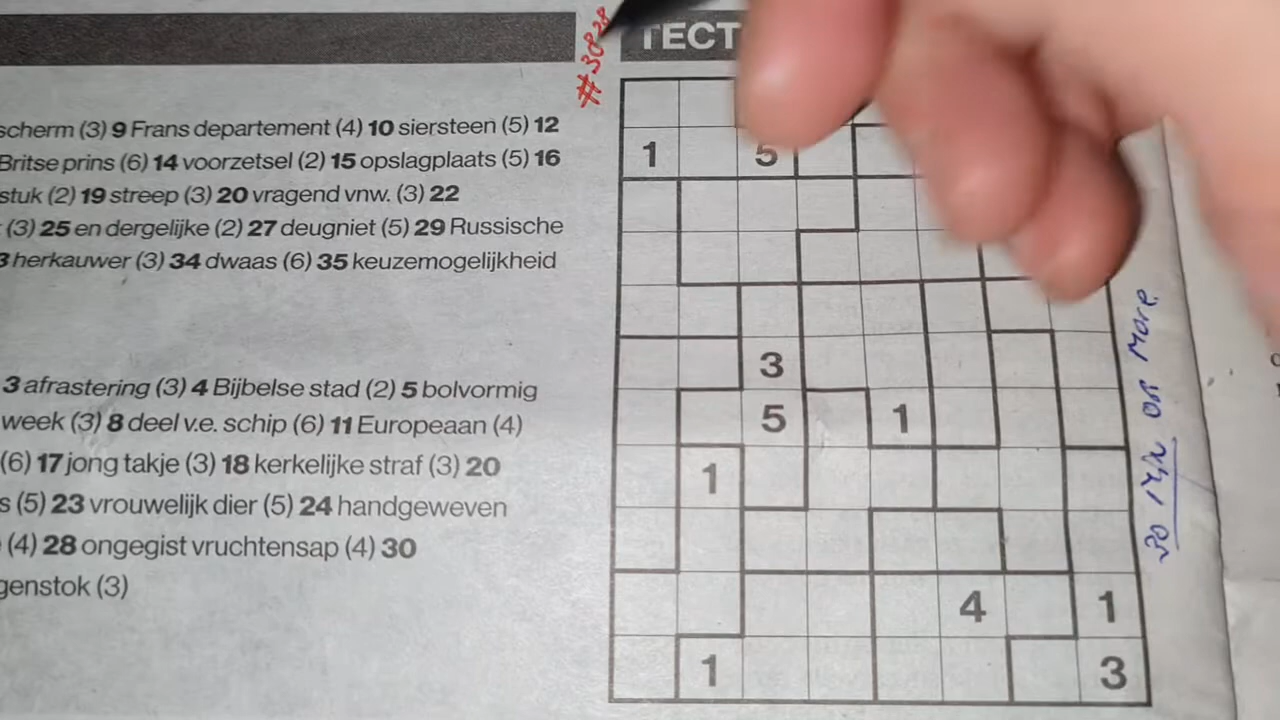 #30828
ТЕСТ
scherm (3) 9 Frans departement (4) 10 siersteen (5) 12
Britse prins (6) 14 voorzetsel (2) 15 opslagplaats (5) 16
stuk (2) 19 streep (3) 20 vragend vnw. (3) 22
(3) 25 en dergelijke (2) 27 deugniet (5) 29 Russische
herkauwer (3) 34 dwaas (6) 35 keuzemogelijkheid
3 afrastering (3) 4 Bijbelse stad (2) 5 bolvormig
week (3) 8 deel v.e. schip (6) 11 Europeaan (4)
(6) 17 jong takje (3) 18 kerkelijke straf (3) 20
(5) 23 vrouwelijk dier (5) 24 handgeweven
(4) 28 ongegist vruchtensap (4) 30
genstok (3)
1 5
3
5 1
1
4 1
1 3
30 Min or More